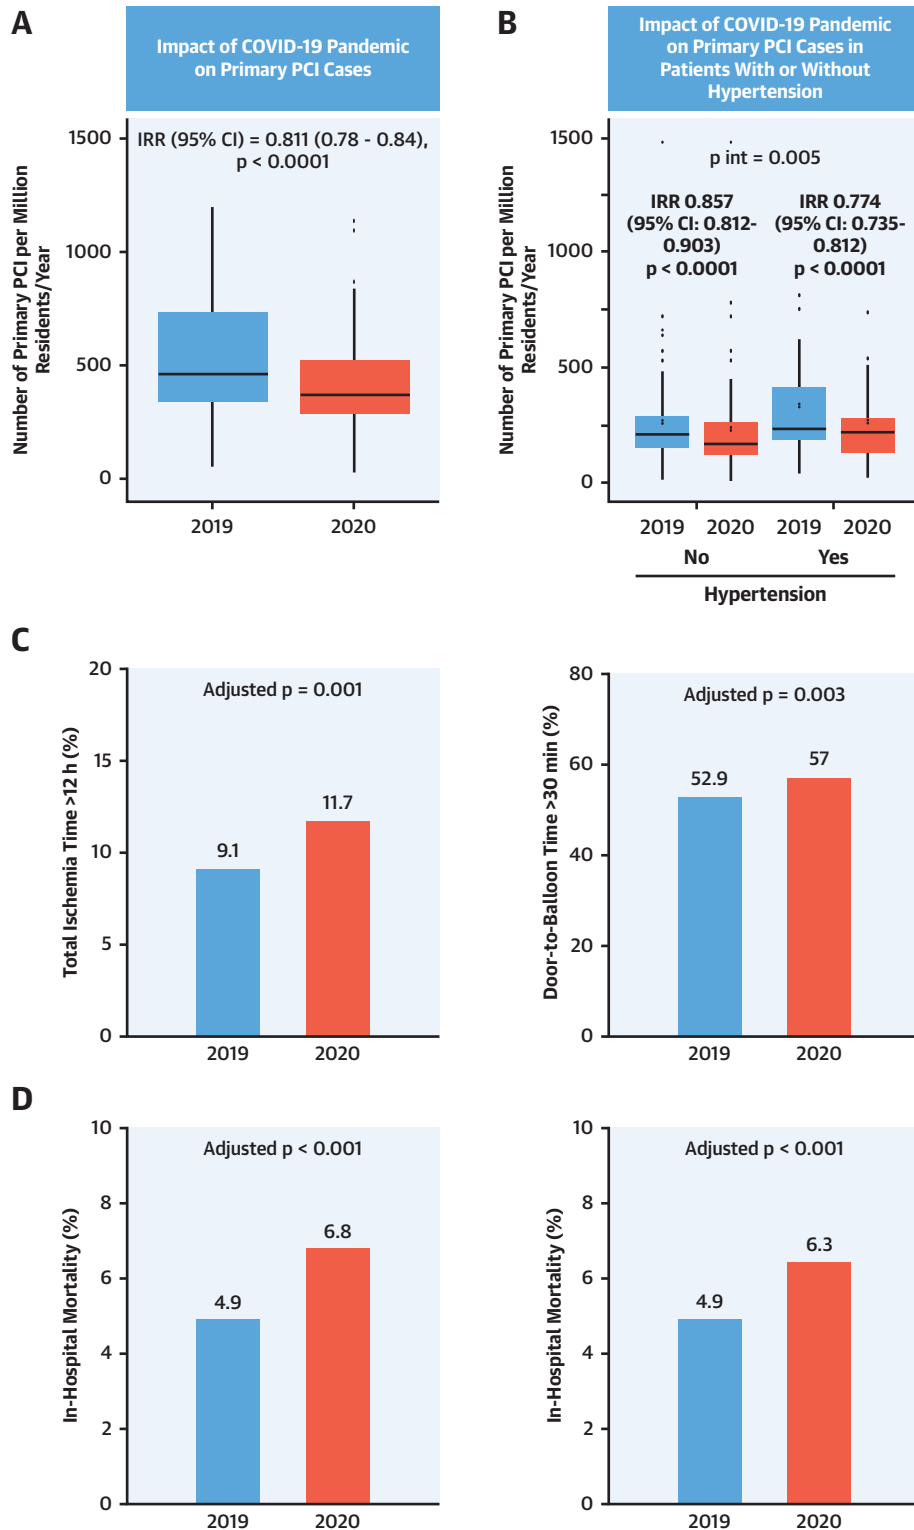 A
Impact of COVID-19 Pandemic
on Primary PCI Cases
Number of Primary PCI per Million
Residents/Year
1500
1000
500
0
IRR (95% CI) = 0.811 (0.78 - 0.84),
p < 0.0001
2019 2020
B
Impact of COVID-19 Pandemic
on Primary PCI Cases in
Patients With or Without
Hypertension
Number of Primary PCI per Million
Residents/Year
1500
1000
500
0
p int = 0.005
IRR 0.857
(95% CI: 0.812-
0.903)
p < 0.0001
IRR 0.774
(95% CI: 0.735-
0.812)
p < 0.0001
2019 2020 2019 2020
No Yes
Hypertension
C
Total Ischemia Time >12 h (%)
20
15
10
5
0
Adjusted p = 0.001
9.1
11.7
2019 2020
Door-to-Balloon Time >30 min (%)
80
60
40
20
0
Adjusted p = 0.003
52.9
57
2019 2020
D
In-Hospital Mortality (%)
10
8
6
4
2
0
Adjusted p < 0.001
4.9
6.8
2019 2020
In-Hospital Mortality (%)
10
8
6
4
2
0
Adjusted p < 0.001
4.9
6.3
2019 2020